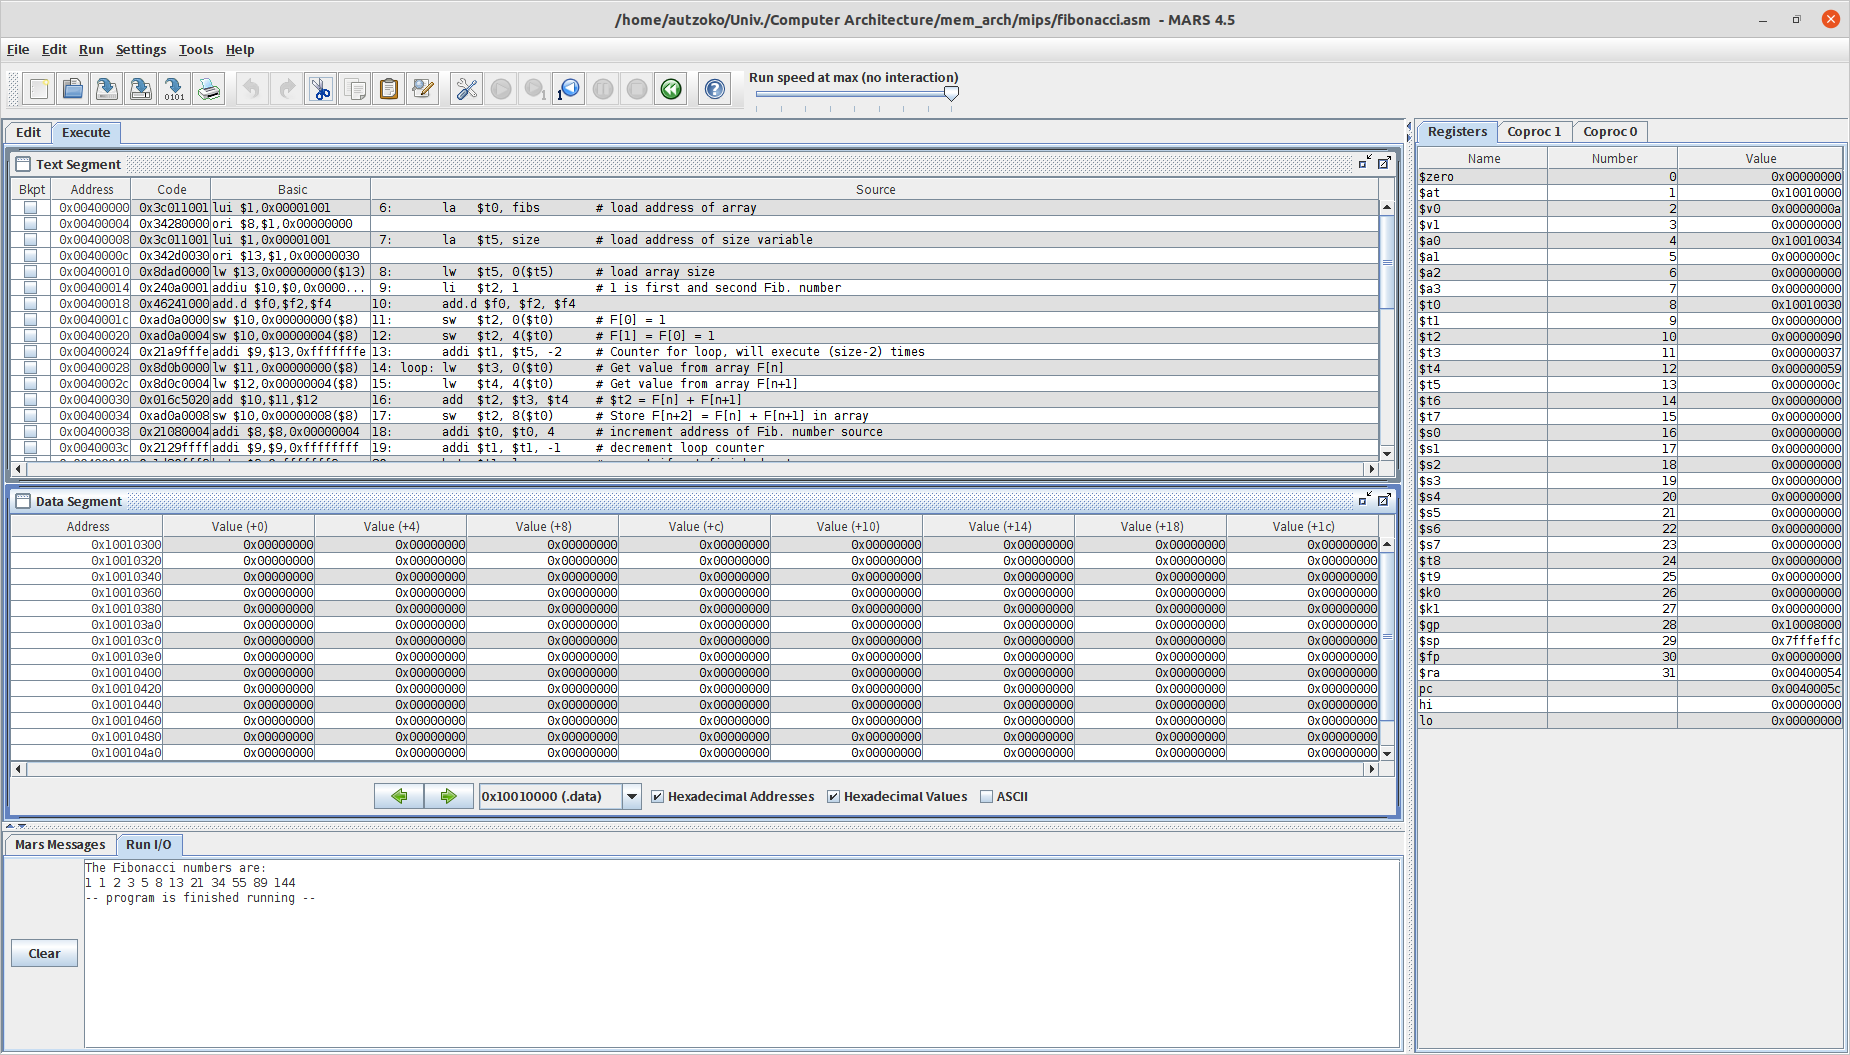 /home/autzoko/Univ./Computer Architecture/mem_arch/mips/fibonacci.asm - MARS 4.5
File Edit Run Settings Tools Help
Run speed at max (no interaction)
Edit Execute
Text Segment
Bkpt Address Code Basic Source
0x00400000 0x3c011001 lui $1,0x00001001 6: la $t0, fibs # load address of array
0x00400004 0x34280000 ori $8,$1,0x00000000
0x00400008 0x3c011001 lui $1,0x00001001 7: la $t5, size # load address of size variable
0x0040000c 0x342d0030 ori $13,$1,0x00000030
0x00400010 0x8dad0000 lw $13,0x00000000($13) 8: lw $t5, 0($t5) # load array size
0x00400014 0x240a0001 addiu $10,$0,0x0000... 9: li $t2, 1 # 1 is first and second Fib. number
0x00400018 0x46241000 add.d $f0,$f2,$f4 10: add.d $f0, $f2, $f4
0x0040001c 0xad0a0000 sw $10,0x00000000($8) 11: sw $t2, 0($t0) # F[0] = 1
0x00400020 0xad0a0004 sw $10,0x00000004($8) 12: sw $t2, 4($t0) # F[1] = F[0] = 1
0x00400024 0x21a9fffe addi $9,$13,0xfffffffe 13: addi $t1, $t5, -2 # Counter for loop, will execute (size-2) times
0x00400028 0x8d0b0000 lw $11,0x00000000($8) 14: loop: lw $t3, 0($t0) # Get value from array F[n]
0x0040002c 0x8d0c0004 lw $12,0x00000004($8) 15: lw $t4, 4($t0) # Get value from array F[n+1]
0x00400030 0x016c5020 add $10,$11,$12 16: add $t2, $t3, $t4 # $t2 = F[n] + F[n+1]
0x00400034 0xad0a0008 sw $10,0x00000008($8) 17: sw $t2, 8($t0) # Store F[n+2] = F[n] + F[n+1] in array
0x00400038 0x21080004 addi $8,$8,0x00000004 18: addi $t0, $t0, 4 # increment address of Fib. number source
0x0040003c 0x2129ffff addi $9,$9,0xffffffff 19: addi $t1, $t1, -1 # decrement loop counter
Data Segment
Address Value (+0) Value (+4) Value (+8) Value (+c) Value (+10) Value (+14) Value (+18) Value (+1c)
0x10010300 0x00000000 0x00000000 0x00000000 0x00000000 0x00000000 0x00000000 0x00000000 0x00000000
0x10010320 0x00000000 0x00000000 0x00000000 0x00000000 0x00000000 0x00000000 0x00000000 0x00000000
0x10010340 0x00000000 0x00000000 0x00000000 0x00000000 0x00000000 0x00000000 0x00000000 0x00000000
0x10010360 0x00000000 0x00000000 0x00000000 0x00000000 0x00000000 0x00000000 0x00000000 0x00000000
0x10010380 0x00000000 0x00000000 0x00000000 0x00000000 0x00000000 0x00000000 0x00000000 0x00000000
0x100103a0 0x00000000 0x00000000 0x00000000 0x00000000 0x00000000 0x00000000 0x00000000 0x00000000
0x100103c0 0x00000000 0x00000000 0x00000000 0x00000000 0x00000000 0x00000000 0x00000000 0x00000000
0x100103e0 0x00000000 0x00000000 0x00000000 0x00000000 0x00000000 0x00000000 0x00000000 0x00000000
0x10010400 0x00000000 0x00000000 0x00000000 0x00000000 0x00000000 0x00000000 0x00000000 0x00000000
0x10010420 0x00000000 0x00000000 0x00000000 0x00000000 0x00000000 0x00000000 0x00000000 0x00000000
0x10010440 0x00000000 0x00000000 0x00000000 0x00000000 0x00000000 0x00000000 0x00000000 0x00000000
0x10010460 0x00000000 0x00000000 0x00000000 0x00000000 0x00000000 0x00000000 0x00000000 0x00000000
0x10010480 0x00000000 0x00000000 0x00000000 0x00000000 0x00000000 0x00000000 0x00000000 0x00000000
0x100104a0 0x00000000 0x00000000 0x00000000 0x00000000 0x00000000 0x00000000 0x00000000 0x00000000
0x10010000 (.data) Hexadecimal Addresses Hexadecimal Values ASCII
Mars Messages Run I/O
The Fibonacci numbers are:
1 1 2 3 5 8 13 21 34 55 89 144
-- program is finished running --
Clear
Registers Coproc 1 Coproc 0
Name Number Value
$zero 0 0x00000000
$at 1 0x10010000
$v0 2 0x0000000a
$v1 3 0x00000000
$a0 4 0x10010034
$a1 5 0x0000000c
$a2 6 0x00000000
$a3 7 0x00000000
$t0 8 0x10010030
$t1 9 0x00000000
$t2 10 0x00000090
$t3 11 0x00000037
$t4 12 0x00000059
$t5 13 0x0000000c
$t6 14 0x00000000
$t7 15 0x00000000
$s0 16 0x00000000
$s1 17 0x00000000
$s2 18 0x00000000
$s3 19 0x00000000
$s4 20 0x00000000
$s5 21 0x00000000
$s6 22 0x00000000
$s7 23 0x00000000
$t8 24 0x00000000
$t9 25 0x00000000
$k0 26 0x00000000
$k1 27 0x00000000
$gp 28 0x10008000
$sp 29 0x7fffeffc
$fp 30 0x00000000
$ra 31 0x00400054
pc 0x0040005c
hi 0x00000000
lo 0x00000000